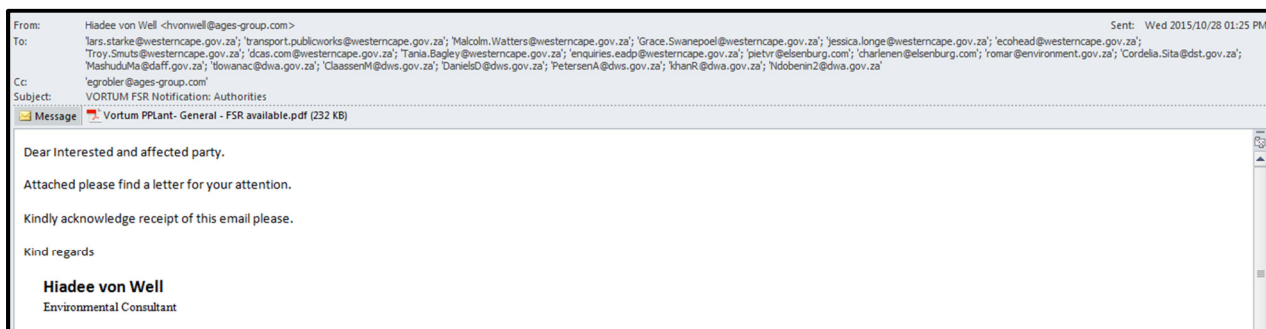 From: Hiadee von Well <hvonwell@ages-group.com> Sent: Wed 2015/10/28 01:25 PM
To: 'lars.starke@westerncape.gov.za'; 'transport.publicworks@westerncape.gov.za'; 'Malcolm.Watters@westerncape.gov.za'; 'Grace.Swanepoel@westerncape.gov.za'; 'jessica.longe@westerncape.gov.za'; 'ecohead@westerncape.gov.za';
'Troy.Smuts@westerncape.gov.za'; 'dcas.com@westerncape.gov.za'; 'Tania.Bagley@westerncape.gov.za'; 'enquiries.eadp@westerncape.gov.za'; 'pietvr@elsenburg.com'; 'charlenen@elsenburg.com'; 'romar@environment.gov.za'; 'Cordelia.Sita@dst.gov.za';
'MashuduMa@daff.gov.za'; 'tlowanac@dwa.gov.za'; 'ClaassenM@dws.gov.za'; 'DanielsD@dws.gov.za'; 'PetersenA@dws.gov.za'; 'khanR@dwa.gov.za'; 'Ndobenin2@dwa.gov.za'
Cc: 'egrobler@ages-group.com'
Subject: VORTUM FSR Notification: Authorities
Message Vortum PPLant- General - FSR available.pdf (232 KB)
Dear Interested and affected party.
Attached please find a letter for your attention.
Kindly acknowledge receipt of this email please.
Kind regards
Hiadee von Well
Environmental Consultant